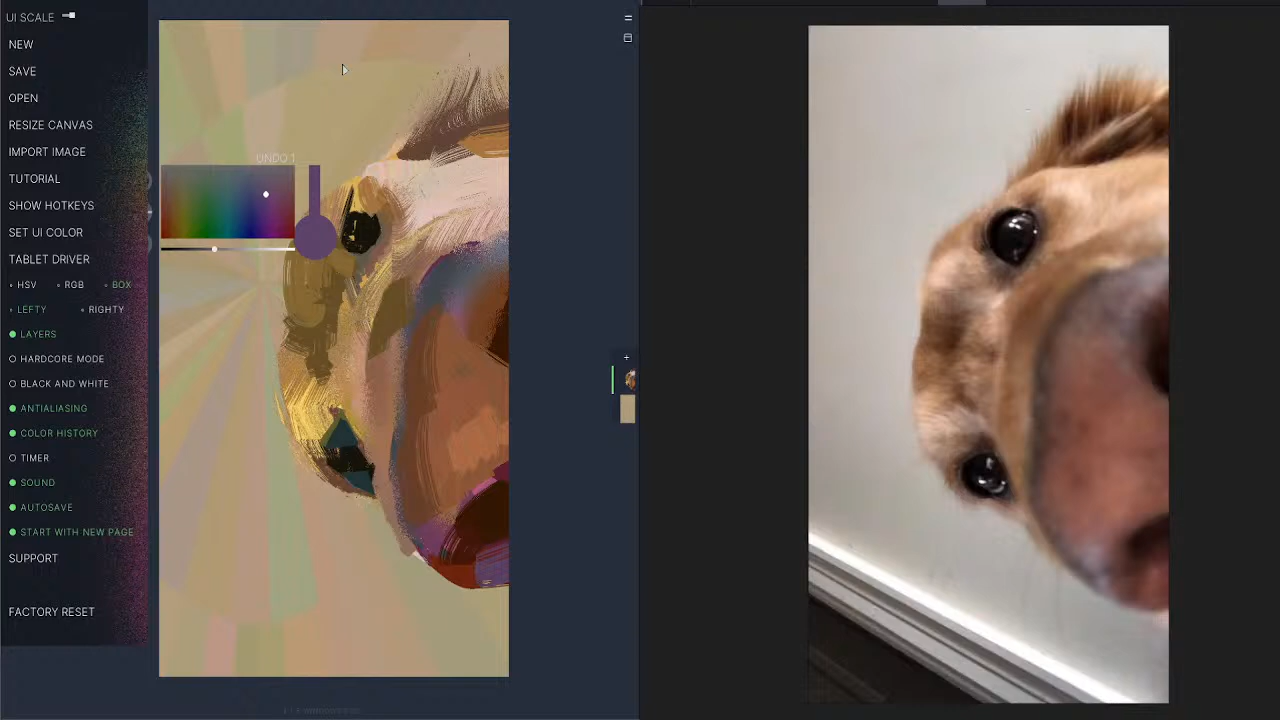 UI SCALE
NEW
SAVE
OPEN
RESIZE CANVAS
IMPORT IMAGE
TUTORIAL
SHOW HOTKEYS
SET UI COLOR
TABLET DRIVER
HSV RGB BOX
LEFTY RIGHTY
LAYERS
HARDCORE MODE
BLACK AND WHITE
ANTIALIASING
COLOR HISTORY
TIMER
SOUND
AUTOSAVE
START WITH NEW PAGE
SUPPORT
FACTORY RESET
UNDO 1